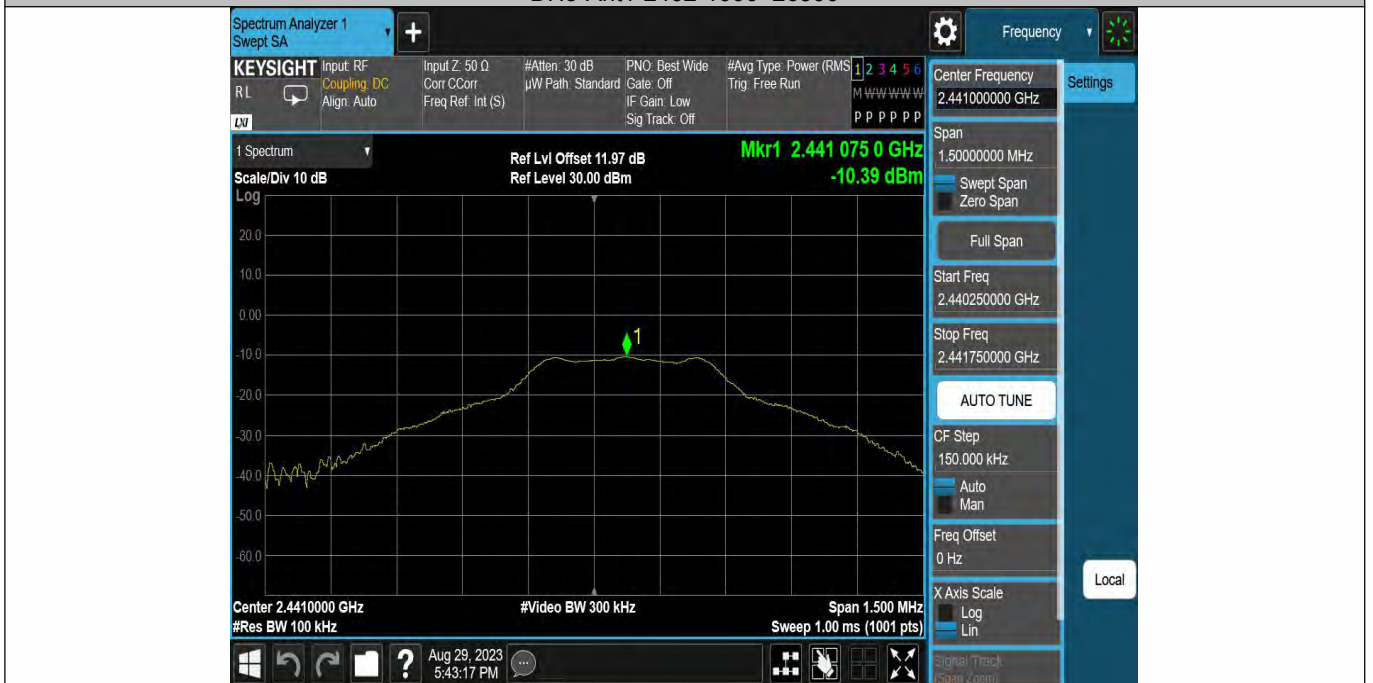 Spectrum Analyzer 1
Swept SA
+
Frequency
KEYSIGHT
RL
LXI
Input: RF
Coupling: DC
Align: Auto
Input Z: 50 Ω
Corr CCorr
Freq Ref: Int (S)
#Atten: 30 dB
µW Path: Standard
PNO: Best Wide
Gate: Off
IF Gain: Low
Sig Track: Off
#Avg Type: Power (RMS
Trig: Free Run
1 2 3 4 5 6
M W W W W W
P P P P P P
Center Frequency
2.441000000 GHz
Settings
Span
1.50000000 MHz
Swept Span
Zero Span
Full Span
Start Freq
2.440250000 GHz
Stop Freq
2.441750000 GHz
AUTO TUNE
CF Step
150.000 kHz
Auto
Man
Freq Offset
0 Hz
X Axis Scale
Log
Lin
Signal Track
(Span Zoom)
Local
1 Spectrum
Scale/Div 10 dB
Log
Ref Lvl Offset 11.97 dB
Ref Level 30.00 dBm
Mkr1 2.441 075 0 GHz
-10.39 dBm
20.0
10.0
0.00
-10.0
-20.0
-30.0
-40.0
-50.0
-60.0
1
Center 2.4410000 GHz
#Res BW 100 kHz
#Video BW 300 kHz
Span 1.500 MHz
Sweep 1.00 ms (1001 pts)
?
Aug 29, 2023
5:43:17 PM